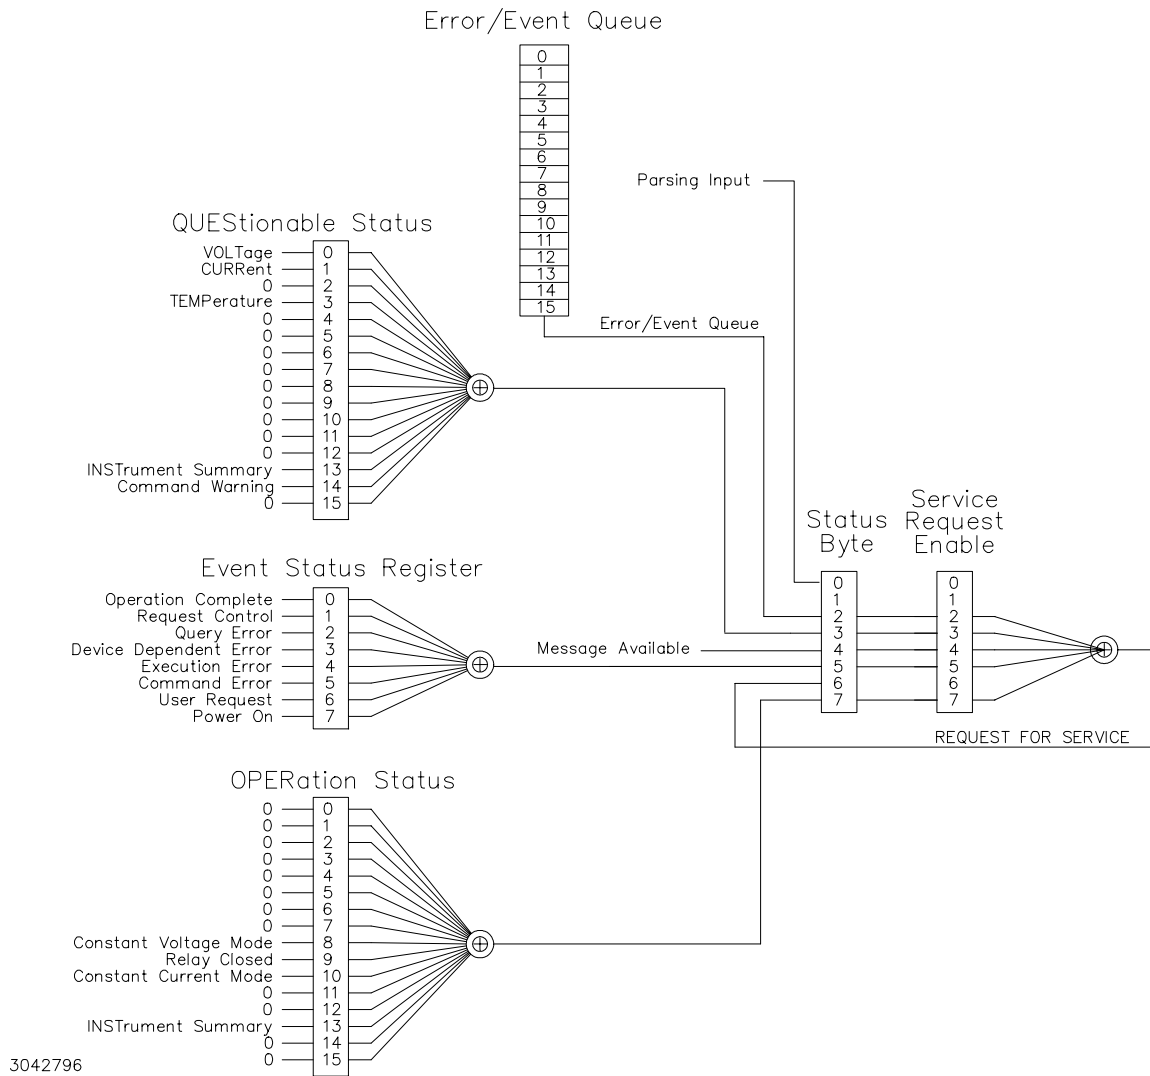 Error/Event Queue
0
1
2
3
4
5
6
7
8
9
10
11
12
13
14
15
Error/Event Queue
Parsing Input
QUEStionable Status
VOLTage 0
CURRent 1
0 2
TEMPerature 3
0 4
0 5
0 6
0 7
0 8
0 9
0 10
0 11
0 12
INSTrument Summary 13
Command Warning 14
0 15
Event Status Register
Operation Complete 0
Request Control 1
Query Error 2
Device Dependent Error 3
Execution Error 4
Command Error 5
User Request 6
Power On 7
Message Available
Status
Byte
0
1
2
3
4
5
6
7
Service
Request
Enable
0
1
2
3
4
5
6
7
REQUEST FOR SERVICE
OPERation Status
0 0
0 1
0 2
0 3
0 4
0 5
0 6
0 7
Constant Voltage Mode 8
Relay Closed 9
Constant Current Mode 10
0 11
0 12
INSTrument Summary 13
0 14
0 15
3042796